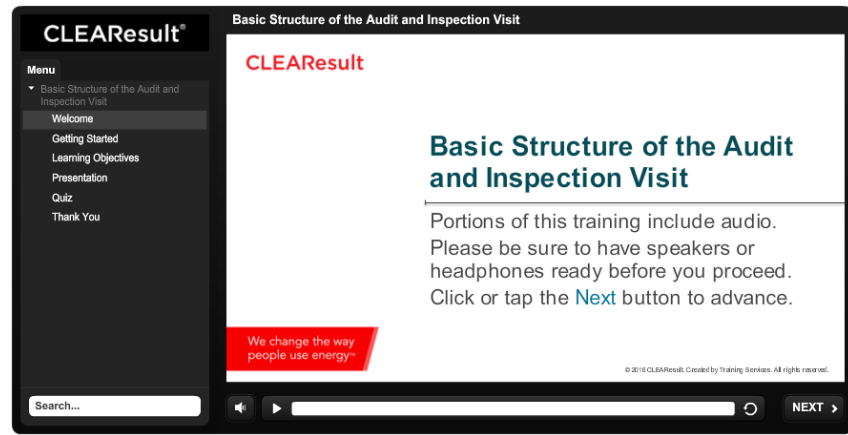 CLEAResult®
Basic Structure of the Audit and Inspection Visit
Menu
Basic Structure of the Audit and
Inspection Visit
Welcome
Getting Started
Learning Objectives
Presentation
Quiz
Thank You
Search...
CLEAResult
Basic Structure of the Audit
and Inspection Visit
Portions of this training include audio.
Please be sure to have speakers or
headphones ready before you proceed.
Click or tap the Next button to advance.
We change the way
people use energy™
© 2016 CLEAResult. Created by Training Services. All rights reserved.
NEXT